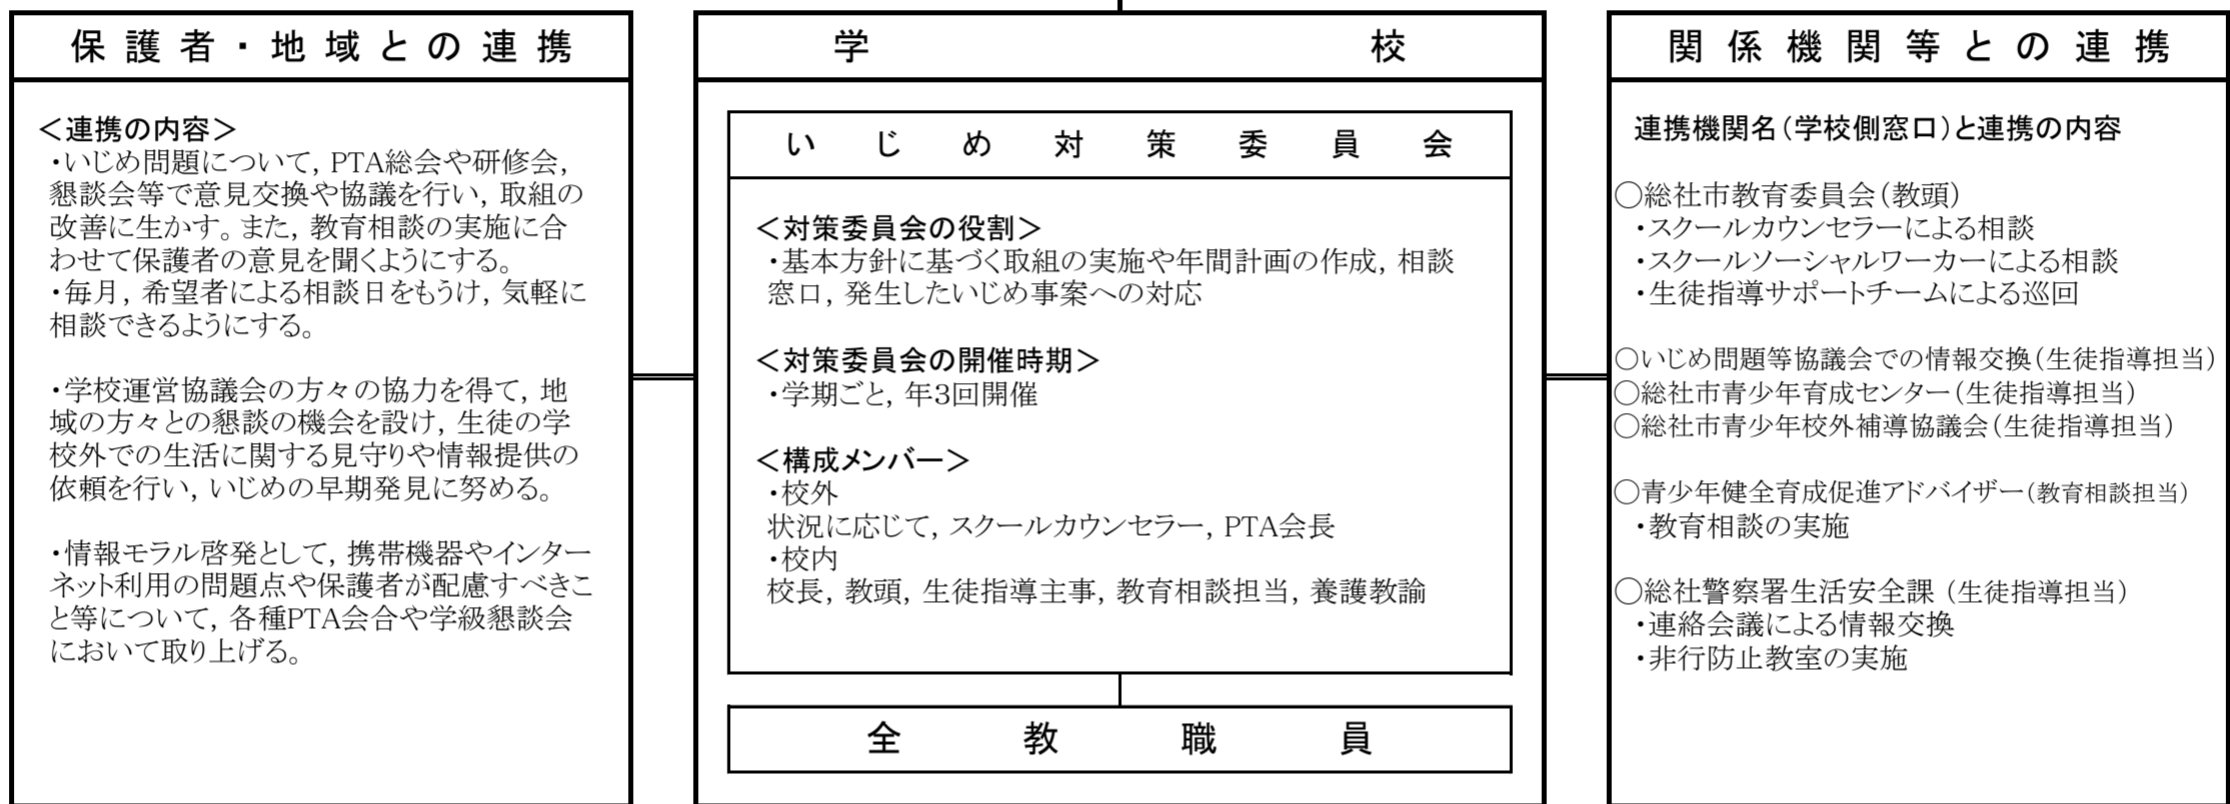 保護者・地域との連携
＜連携の内容＞
・いじめ問題について，PTA総会や研修会，
懇談会等で意見交換や協議を行い，取組の
改善に生かす。また，教育相談の実施に合
わせて保護者の意見を聞くようにする。
・毎月，希望者による相談日をもうけ，気軽に
相談できるようにする。
・学校運営協議会の方々の協力を得て，地
域の方々との懇談の機会を設け，生徒の学
校外での生活に関する見守りや情報提供の
依頼を行い，いじめの早期発見に努める。
・情報モラル啓発として，携帯機器やインター
ネット利用の問題点や保護者が配慮すべきこ
と等について，各種PTA会合や学級懇談会
において取り上げる。
学校
いじめ対策委員会
＜対策委員会の役割＞
・基本方針に基づく取組の実施や年間計画の作成，相談
窓口，発生したいじめ事案への対応
＜対策委員会の開催時期＞
・学期ごと，年3回開催
＜構成メンバー＞
・校外
状況に応じて，スクールカウンセラー，PTA会長
・校内
校長，教頭，生徒指導主事，教育相談担当，養護教諭
全教職員
関係機関等との連携
連携機関名（学校側窓口）と連携の内容
○総社市教育委員会（教頭）
・スクールカウンセラーによる相談
・スクールソーシャルワーカーによる相談
・生徒指導サポートチームによる巡回
○いじめ問題等協議会での情報交換（生徒指導担当）
○総社市青少年育成センター（生徒指導担当）
○総社市青少年校外補導協議会（生徒指導担当）
○青少年健全育成促進アドバイザー（教育相談担当）
・教育相談の実施
○総社警察署生活安全課（生徒指導担当）
・連絡会議による情報交換
・非行防止教室の実施